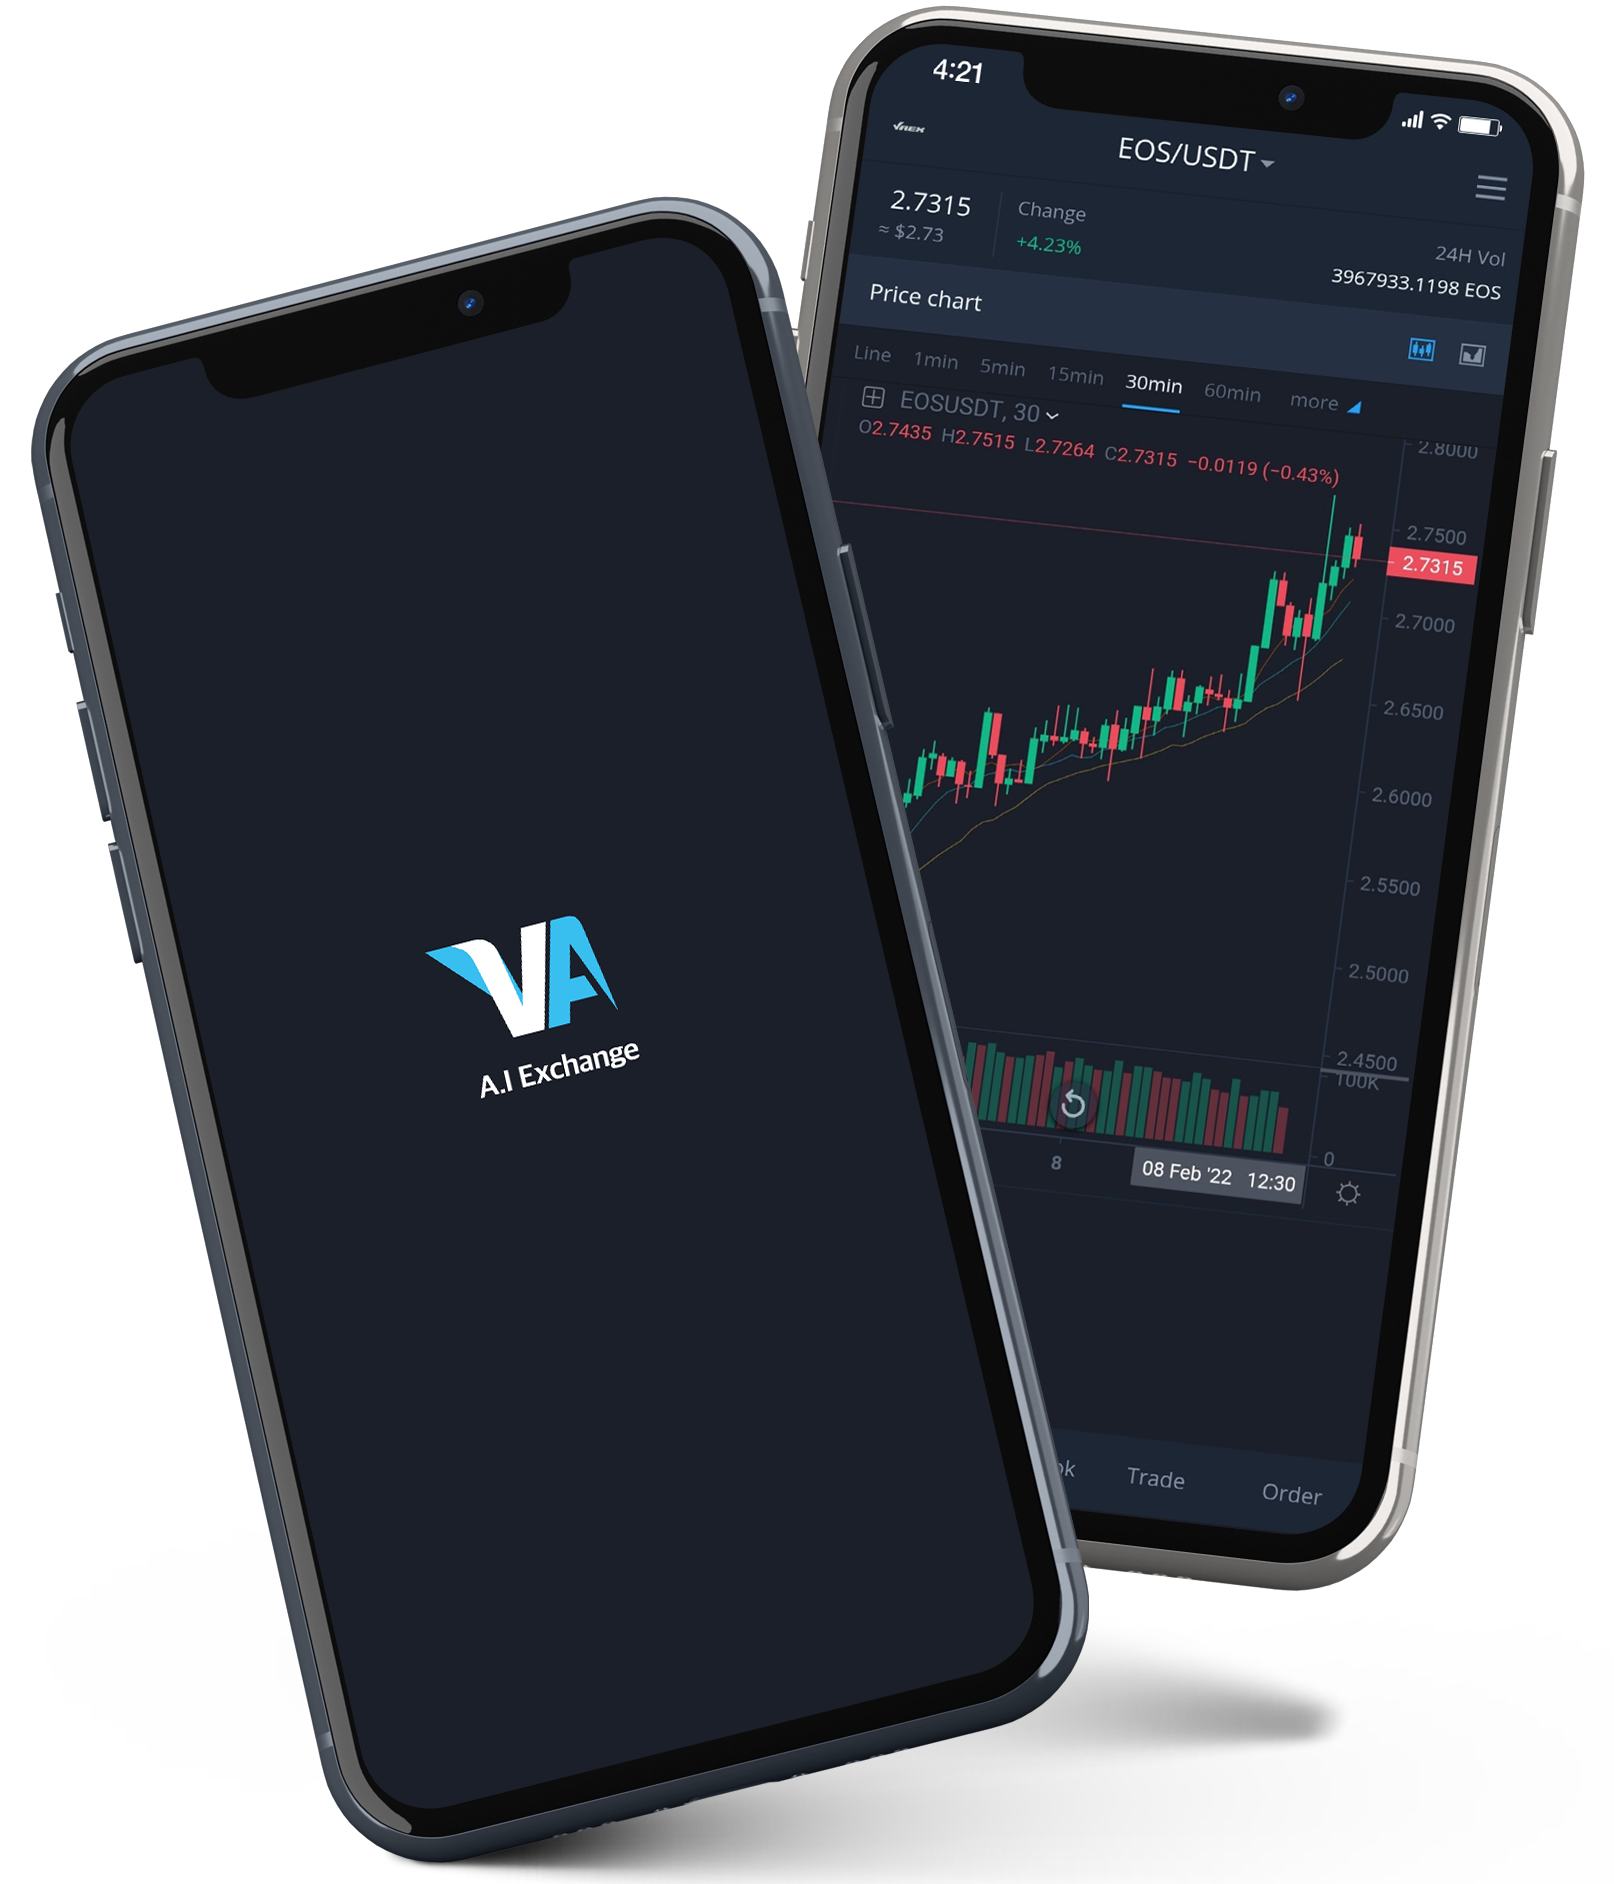 VA
A.I Exchange
4:21
VREX
EOS/USDT
2.7315
≈ $2.73
Change
+4.23%
24H Vol
3967933.1198 EOS
Price chart
Line 1min 5min 15min 30min 60min more
EOSUSDT, 30
O2.7435 H2.7515 L2.7264 C2.7315 −0.0119 (−0.43%)
2.8000
2.7500
2.7315
2.7000
2.6500
2.6000
2.5500
2.5000
2.4500
100K
0
8 08 Feb '22 12:30
ok Trade Order